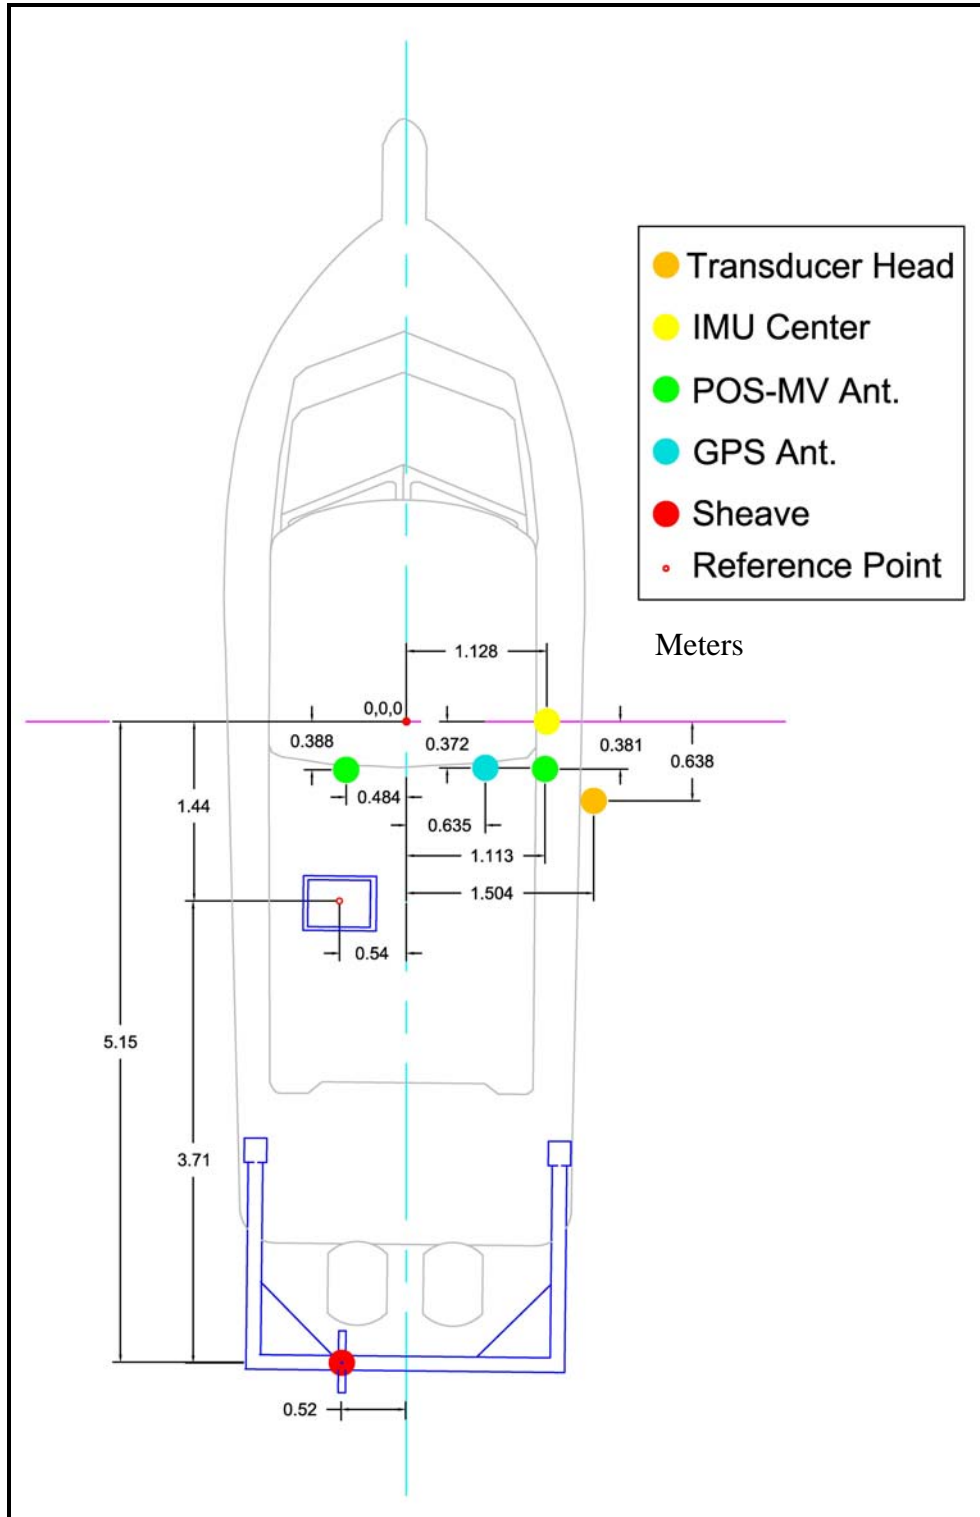 Transducer Head
IMU Center
POS-MV Ant.
GPS Ant.
Sheave
Reference Point
Meters
1.128
0,0,0
0.388
0.372
0.381
0.638
0.484
1.44
0.635
1.113
1.504
0.54
5.15
3.71
0.52